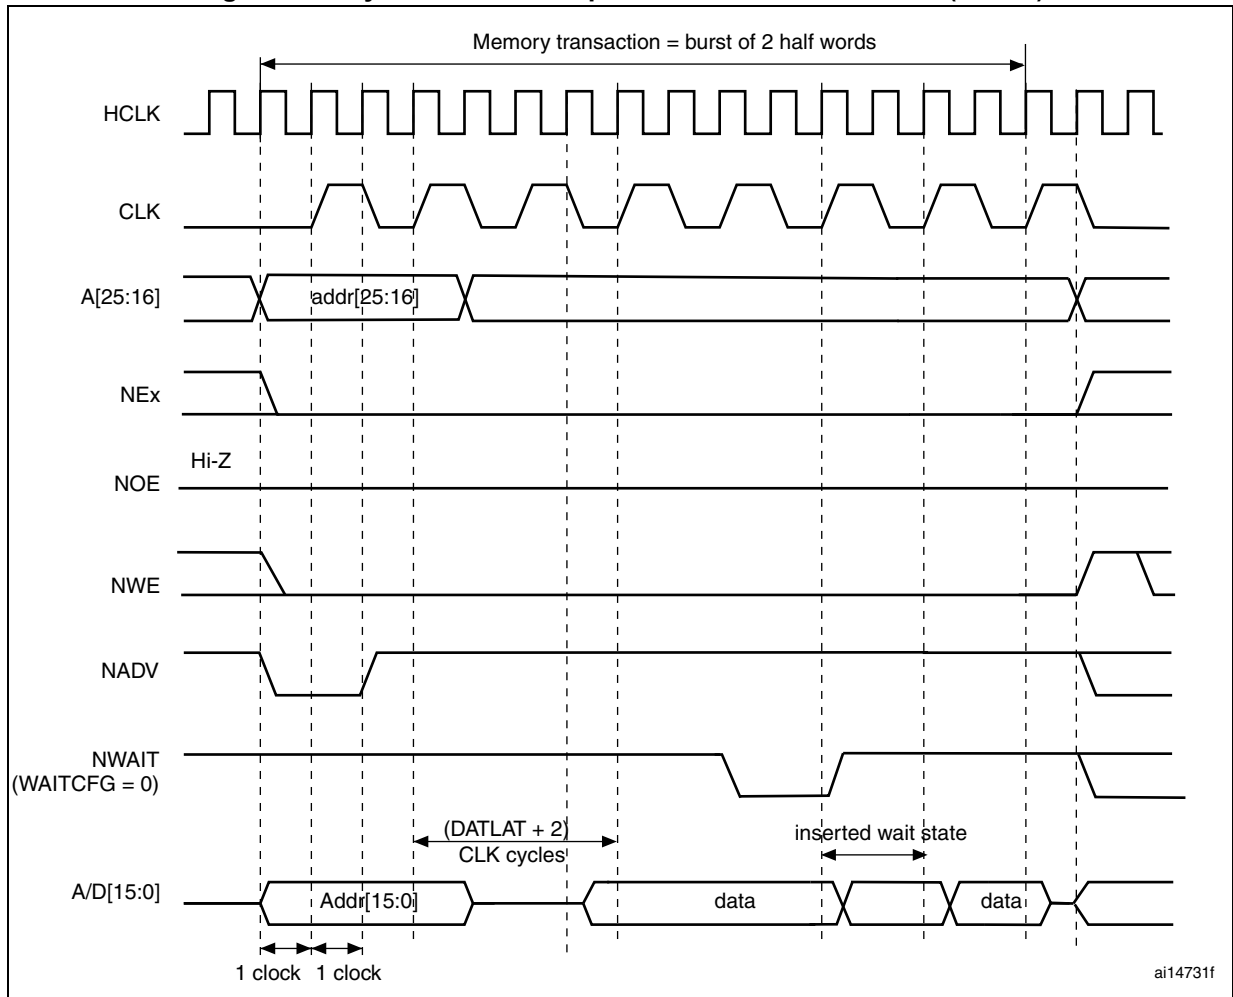 Memory transaction = burst of 2 half words
HCLK
CLK
A[25:16]
addr[25:16]
NEx
Hi-Z
NOE
NWE
NADV
NWAIT
(WAITCFG = 0)
(DATLAT + 2)
CLK cycles
inserted wait state
A/D[15:0]
Addr[15:0]
data
data
1 clock
1 clock
ai14731f